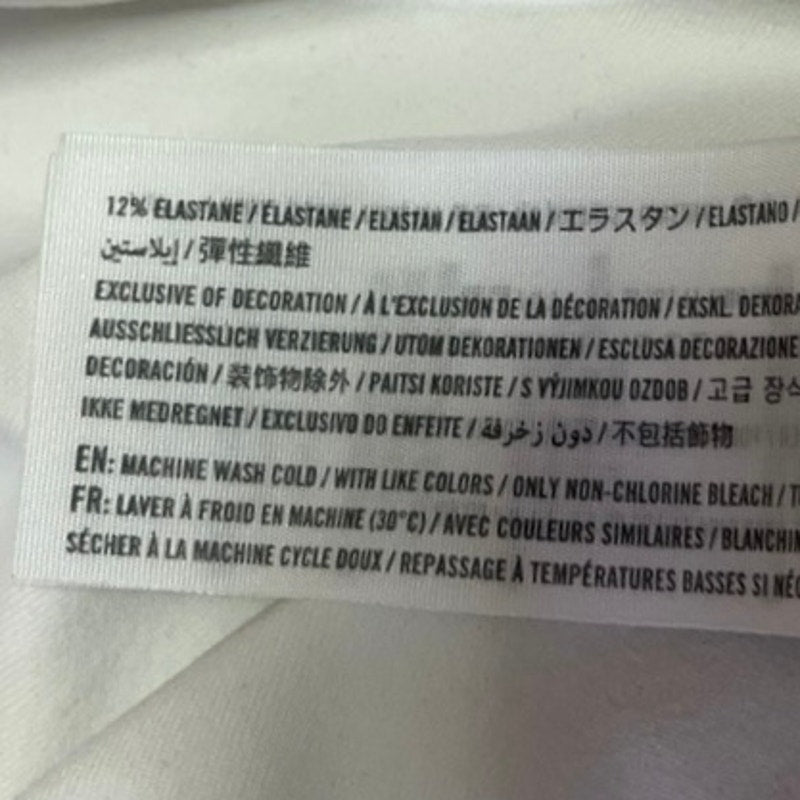 12% ELASTANE / ÉLASTANE / ELASTAN / ELASTAAN / エラスタン / ELASTANO /
إيلاستين / 彈性纖維
EXCLUSIVE OF DECORATION / À L'EXCLUSION DE LA DÉCORATION / EKSKL. DEKORA
AUSSCHLIESSLICH VERZIERUNG / UTOM DEKORATIONEN / ESCLUSA DECORAZIONE
DECORACIÓN / 装饰物除外 / PAITSI KORISTE / S VÝJIMKOU OZDOB / 고급 장식
IKKE MEDREGNET / EXCLUSIVO DO ENFEITE / دون زخرفة / 不包括飾物
EN: MACHINE WASH COLD / WITH LIKE COLORS / ONLY NON-CHLORINE BLEACH / T
FR: LAVER À FROID EN MACHINE (30°C) / AVEC COULEURS SIMILAIRES / BLANCHIM
SÉCHER À LA MACHINE CYCLE DOUX / REPASSAGE À TEMPÉRATURES BASSES SI NÉC